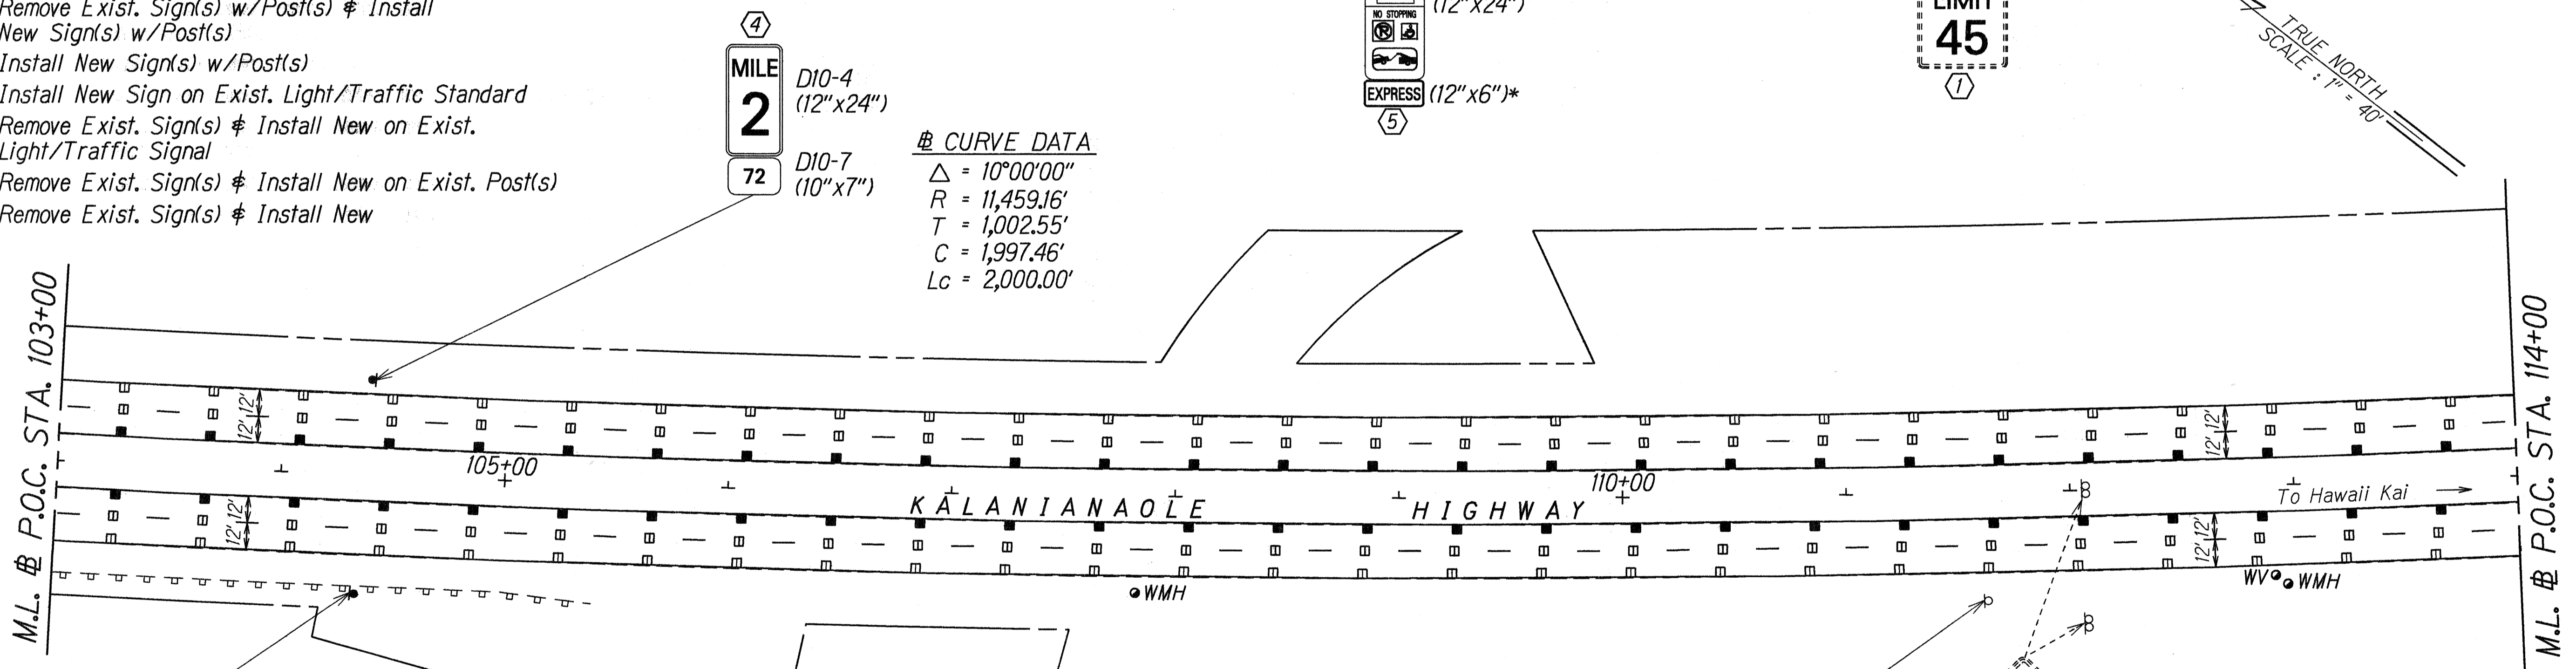 Remove Exist. Sign(s) w/Post(s) & Install
New Sign(s) w/Post(s)
Install New Sign(s) w/Post(s)
Install New Sign on Exist. Light/Traffic Standard
Remove Exist. Sign(s) & Install New on Exist.
Light/Traffic Signal
Remove Exist. Sign(s) & Install New on Exist. Post(s)
Remove Exist. Sign(s) & Install New
4
MILE
2
72
D10-4
(12"x24")
D10-7
(10"x7")
BL CURVE DATA
Δ = 10°00'00"
R = 11,459.16'
T = 1,002.55'
C = 1,997.46'
Lc = 2,000.00'
(12"x24")
NO STOPPING
EXPRESS
(12"x6")*
5
LIMIT
45
1
TRUE NORTH
SCALE : 1" = 40'
M.L. BL P.O.C. STA. 103+00
12' 12'
12' 12'
105+00
KALANIANAOLE HIGHWAY
110+00
12' 12'
12' 12'
To Hawaii Kai
WMH
WV
WMH
M.L. BL P.O.C. STA. 114+00